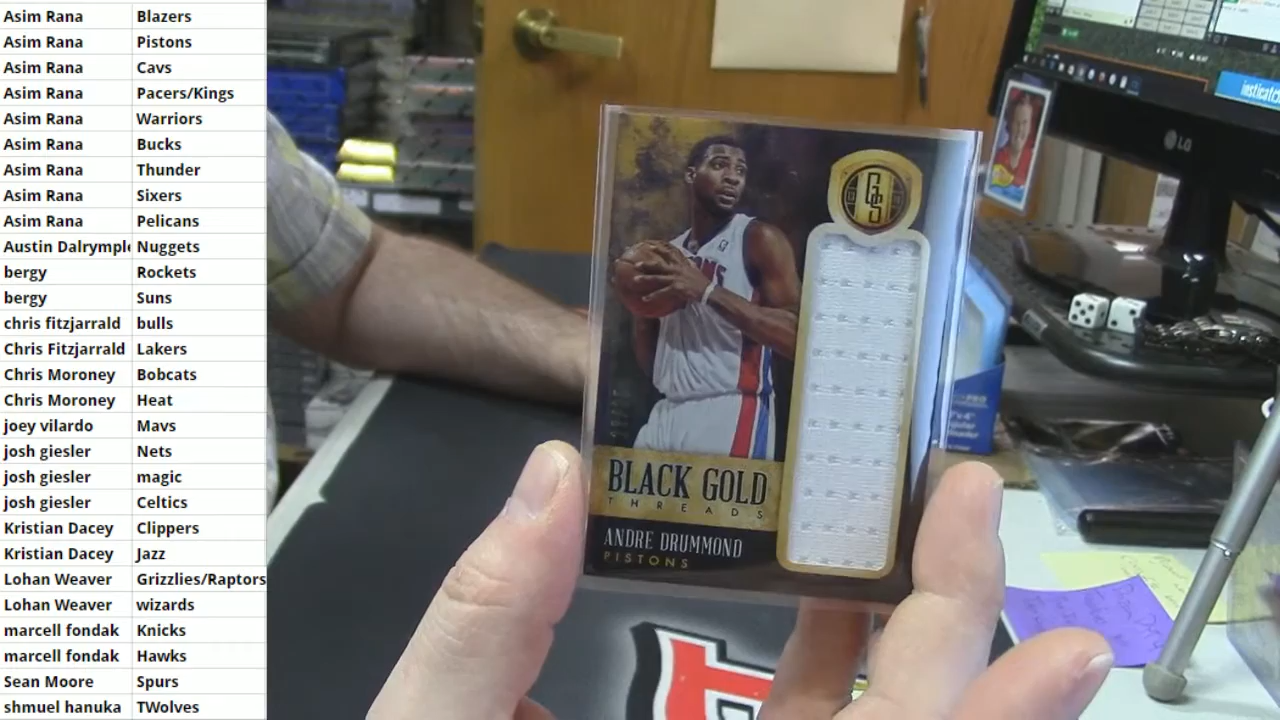 Asim Rana Blazers
Asim Rana Pistons
Asim Rana Cavs
Asim Rana Pacers/Kings
Asim Rana Warriors
Asim Rana Bucks
Asim Rana Thunder
Asim Rana Sixers
Asim Rana Pelicans
Austin Dalrymple Nuggets
bergy Rockets
bergy Suns
chris fitzjarrald bulls
Chris Fitzjarrald Lakers
Chris Moroney Bobcats
Chris Moroney Heat
joey vilardo Mavs
josh giesler Nets
josh giesler magic
josh giesler Celtics
Kristian Dacey Clippers
Kristian Dacey Jazz
Lohan Weaver Grizzlies/Raptors
Lohan Weaver wizards
marcell fondak Knicks
marcell fondak Hawks
Sean Moore Spurs
shmuel hanuka TWolves
BLACK GOLD
THREADS
ANDRE DRUMMOND
PISTONS
LG